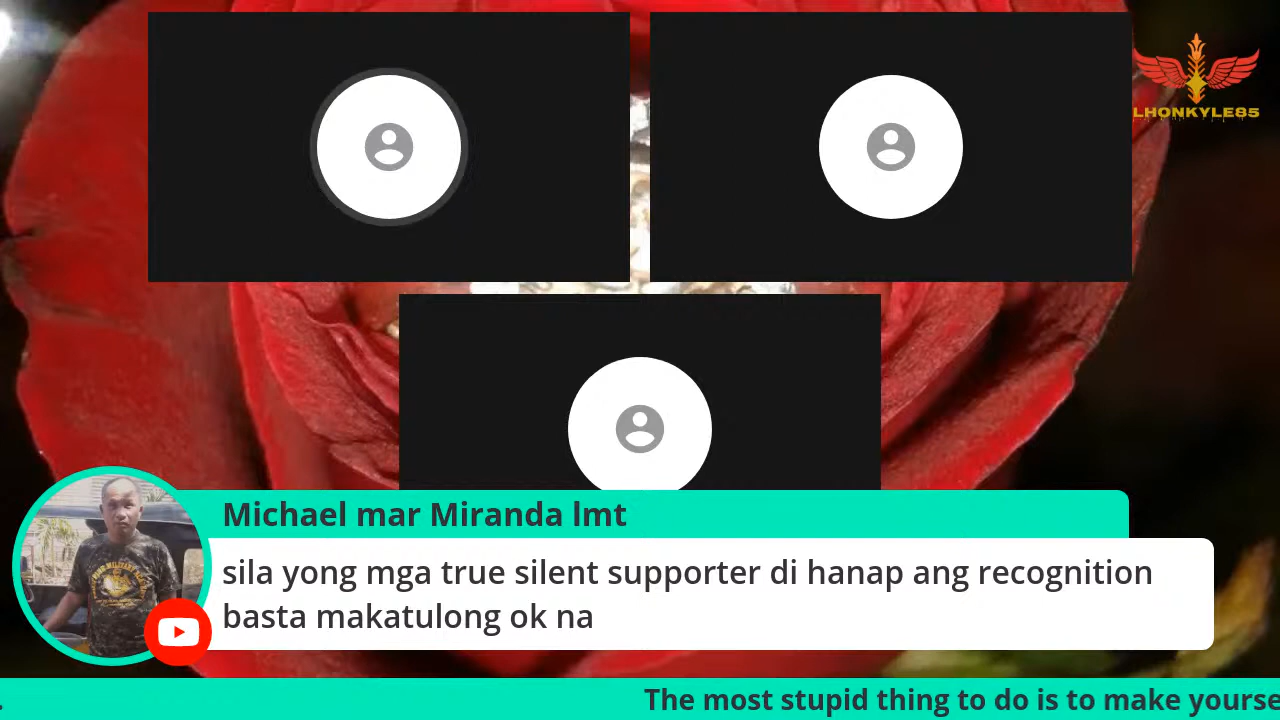 LHONKYLE85
Michael mar Miranda lmt
sila yong mga true silent supporter di hanap ang recognition
basta makatulong ok na
The most stupid thing to do is to make yourse